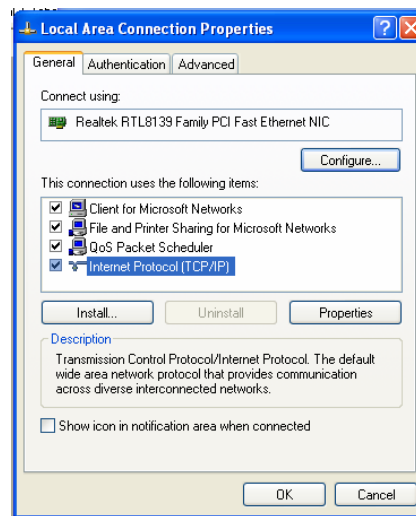 Local Area Connection Properties
General Authentication Advanced
Connect using:
Realtek RTL8139 Family PCI Fast Ethernet NIC
Configure...
This connection uses the following items:
Client for Microsoft Networks
File and Printer Sharing for Microsoft Networks
QoS Packet Scheduler
Internet Protocol (TCP/IP)
Install... Uninstall Properties
Description
Transmission Control Protocol/Internet Protocol. The default
wide area network protocol that provides communication
across diverse interconnected networks.
Show icon in notification area when connected
OK Cancel